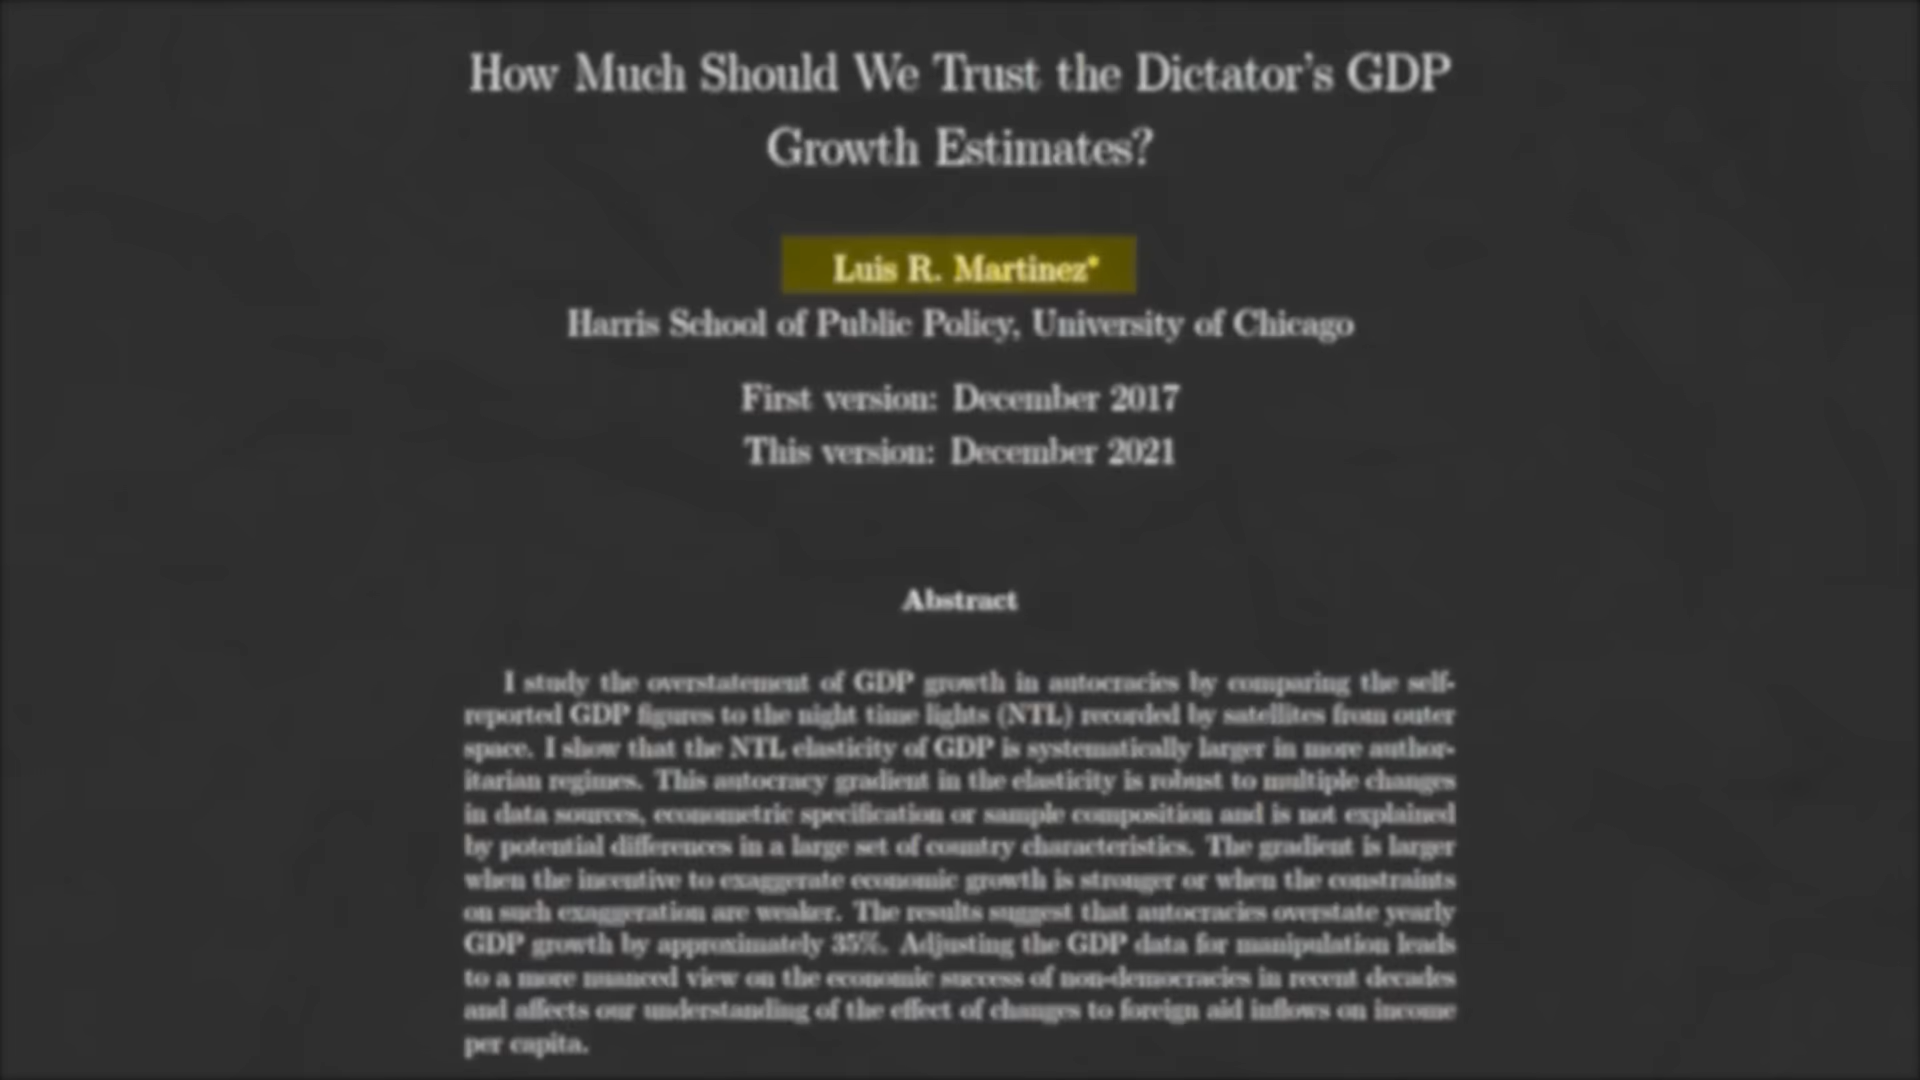 How Much Should We Trust the Dictator's GDP
Growth Estimates?
Luis R. Martinez*
Harris School of Public Policy, University of Chicago
First version: December 2017
This version: December 2021
Abstract
I study the overstatement of GDP growth in autocracies by comparing the self-
reported GDP figures to the night time lights (NTL) recorded by satellites from outer
space. I show that the NTL elasticity of GDP is systematically larger in more author-
itarian regimes. This autocracy gradient in the elasticity is robust to multiple changes
in data sources, econometric specification or sample composition and is not explained
by potential differences in a large set of country characteristics. The gradient is larger
when the incentive to exaggerate economic growth is stronger or when the constraints
on such exaggeration are weaker. The results suggest that autocracies overstate yearly
GDP growth by approximately 35%. Adjusting the GDP data for manipulation leads
to a more nuanced view on the economic success of non-democracies in recent decades
and affects our understanding of the effect of changes to foreign aid inflows on income
per capita.